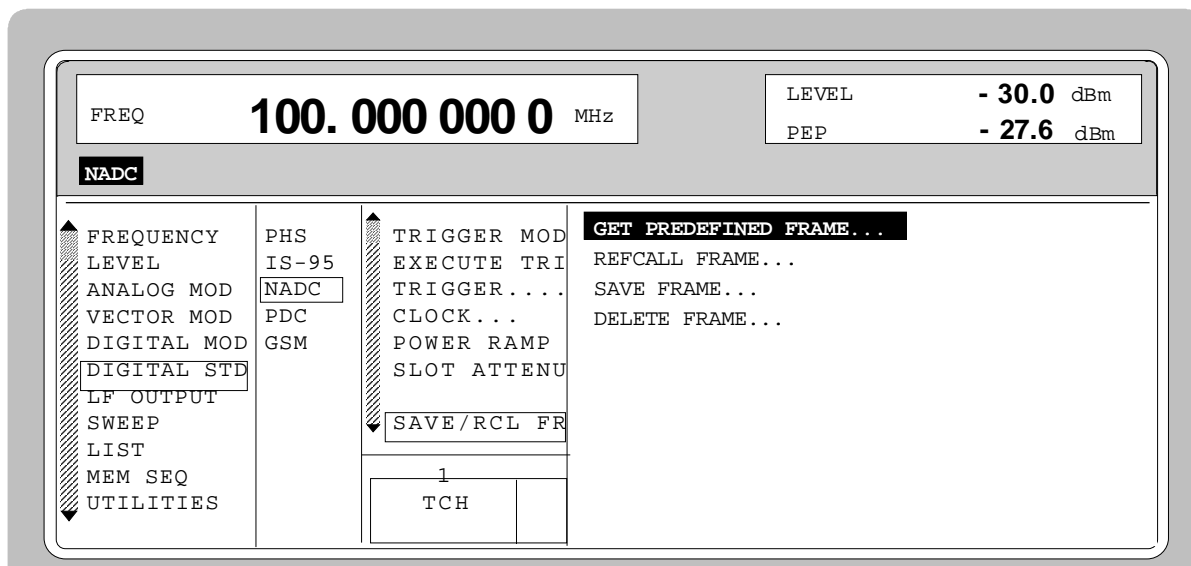 FREQ 100. 000 000 0 MHz
LEVEL - 30.0 dBm
PEP - 27.6 dBm
NADC
FREQUENCY
LEVEL
ANALOG MOD
VECTOR MOD
DIGITAL MOD
DIGITAL STD
LF OUTPUT
SWEEP
LIST
MEM SEQ
UTILITIES
PHS
IS-95
NADC
PDC
GSM
TRIGGER MOD
EXECUTE TRI
TRIGGER....
CLOCK...
POWER RAMP
SLOT ATTENU
SAVE/RCL FR
1
TCH
GET PREDEFINED FRAME...
REFCALL FRAME...
SAVE FRAME...
DELETE FRAME...